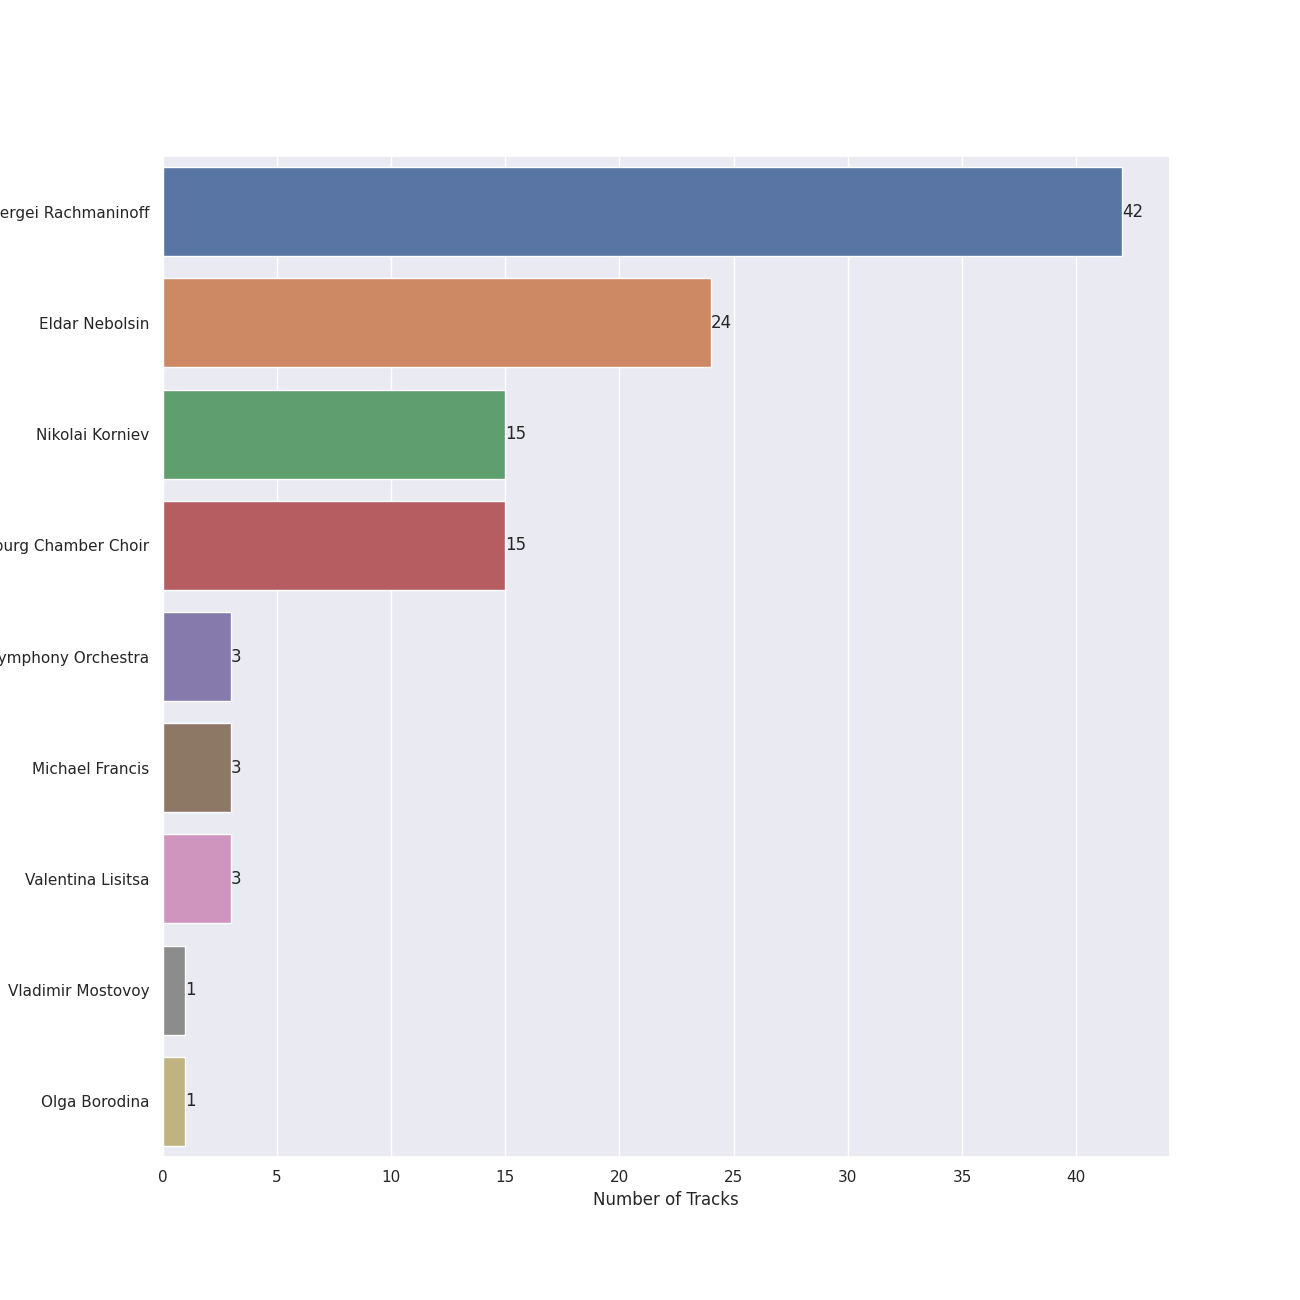 ergei Rachmaninoff
42
Eldar Nebolsin
24
Nikolai Korniev
15
burg Chamber Choir
15
ymphony Orchestra
3
Michael Francis
3
Valentina Lisitsa
3
Vladimir Mostovoy
1
Olga Borodina
1
0 5 10 15 20 25 30 35 40
Number of Tracks